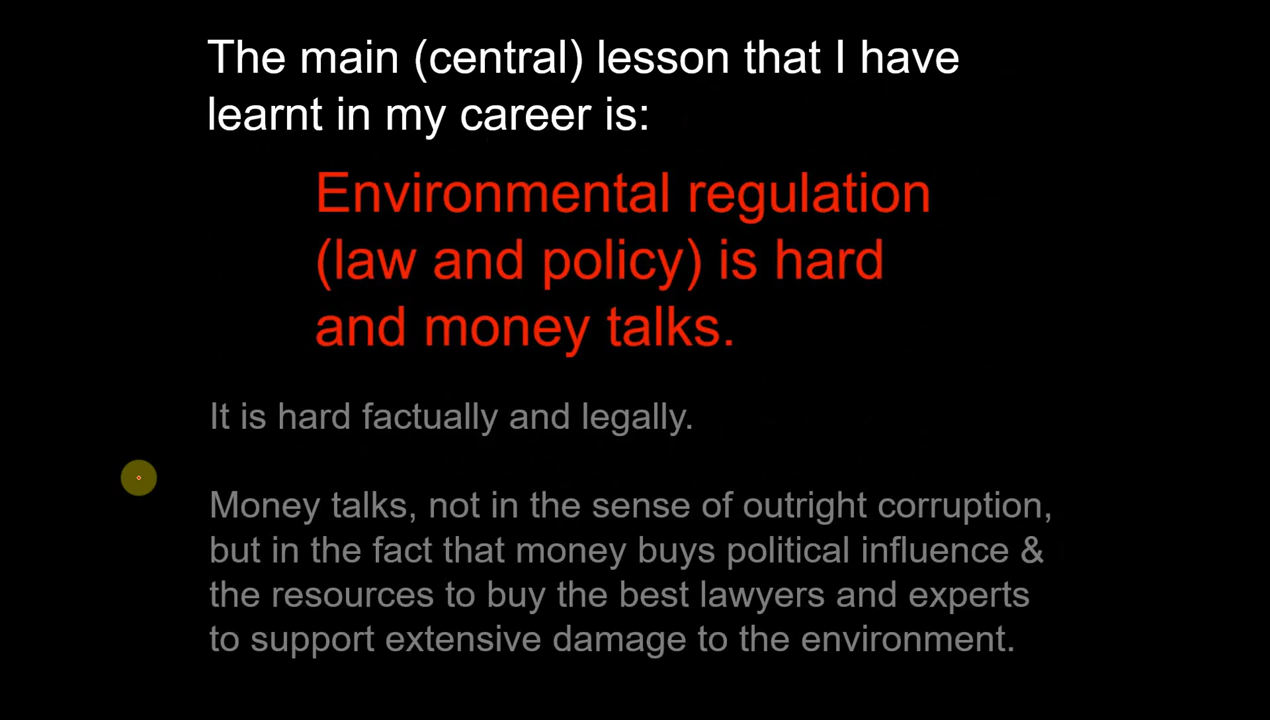 The main (central) lesson that I have
learnt in my career is:
Environmental regulation
(law and policy) is hard
and money talks.
It is hard factually and legally.
Money talks, not in the sense of outright corruption,
but in the fact that money buys political influence &
the resources to buy the best lawyers and experts
to support extensive damage to the environment.